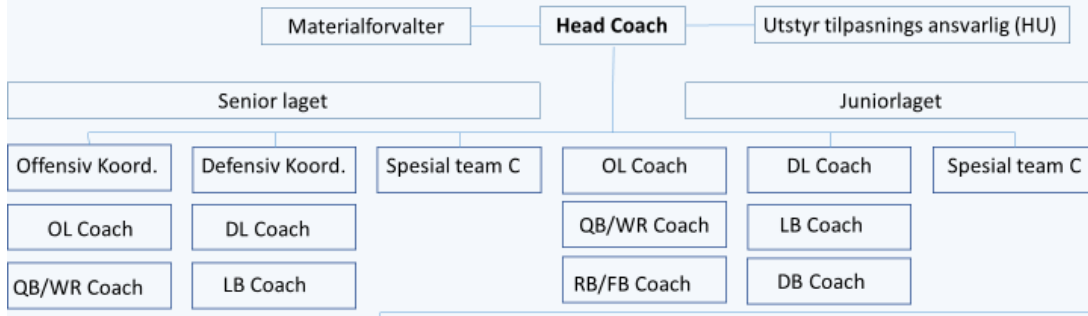 Materialforvalter
Head Coach
Utstyr tilpasnings ansvarlig (HU)
Senior laget
Juniorlaget
Offensiv Koord.
Defensiv Koord.
Spesial team C
OL Coach
DL Coach
Spesial team C
OL Coach
DL Coach
QB/WR Coach
LB Coach
QB/WR Coach
LB Coach
RB/FB Coach
DB Coach